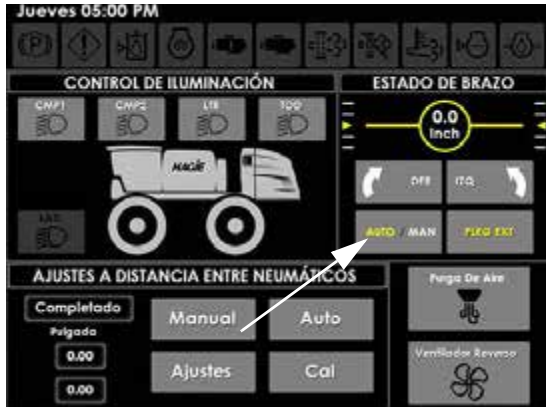 Jueves 05:00 PM
CONTROL DE ILUMINACIÓN
CMP1 CMP2 LTR TOO
HAGIE
ESTADO DE BRAZO
0.0
Inch
DER IZQ
AUTO / MAN PLEG EXT
AJUSTES A DISTANCIA ENTRE NEUMÁTICOS
Completado
Pulgada
0.00
0.00
Manual Auto
Ajustes Cal
Purga De Aire
Ventilador Reverso